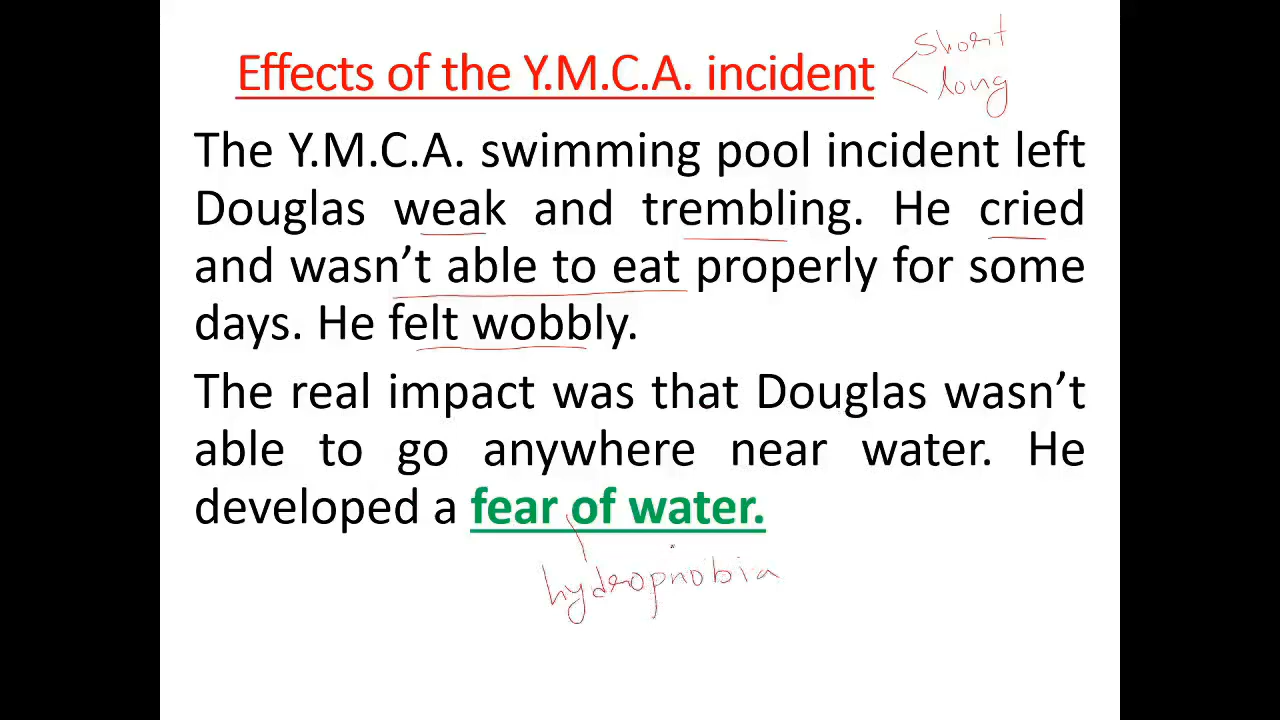 Effects of the Y.M.C.A. incident
short
long
The Y.M.C.A. swimming pool incident left
Douglas weak and trembling. He cried
and wasn’t able to eat properly for some
days. He felt wobbly.
The real impact was that Douglas wasn’t
able to go anywhere near water. He
developed a fear of water.
hydrophobia